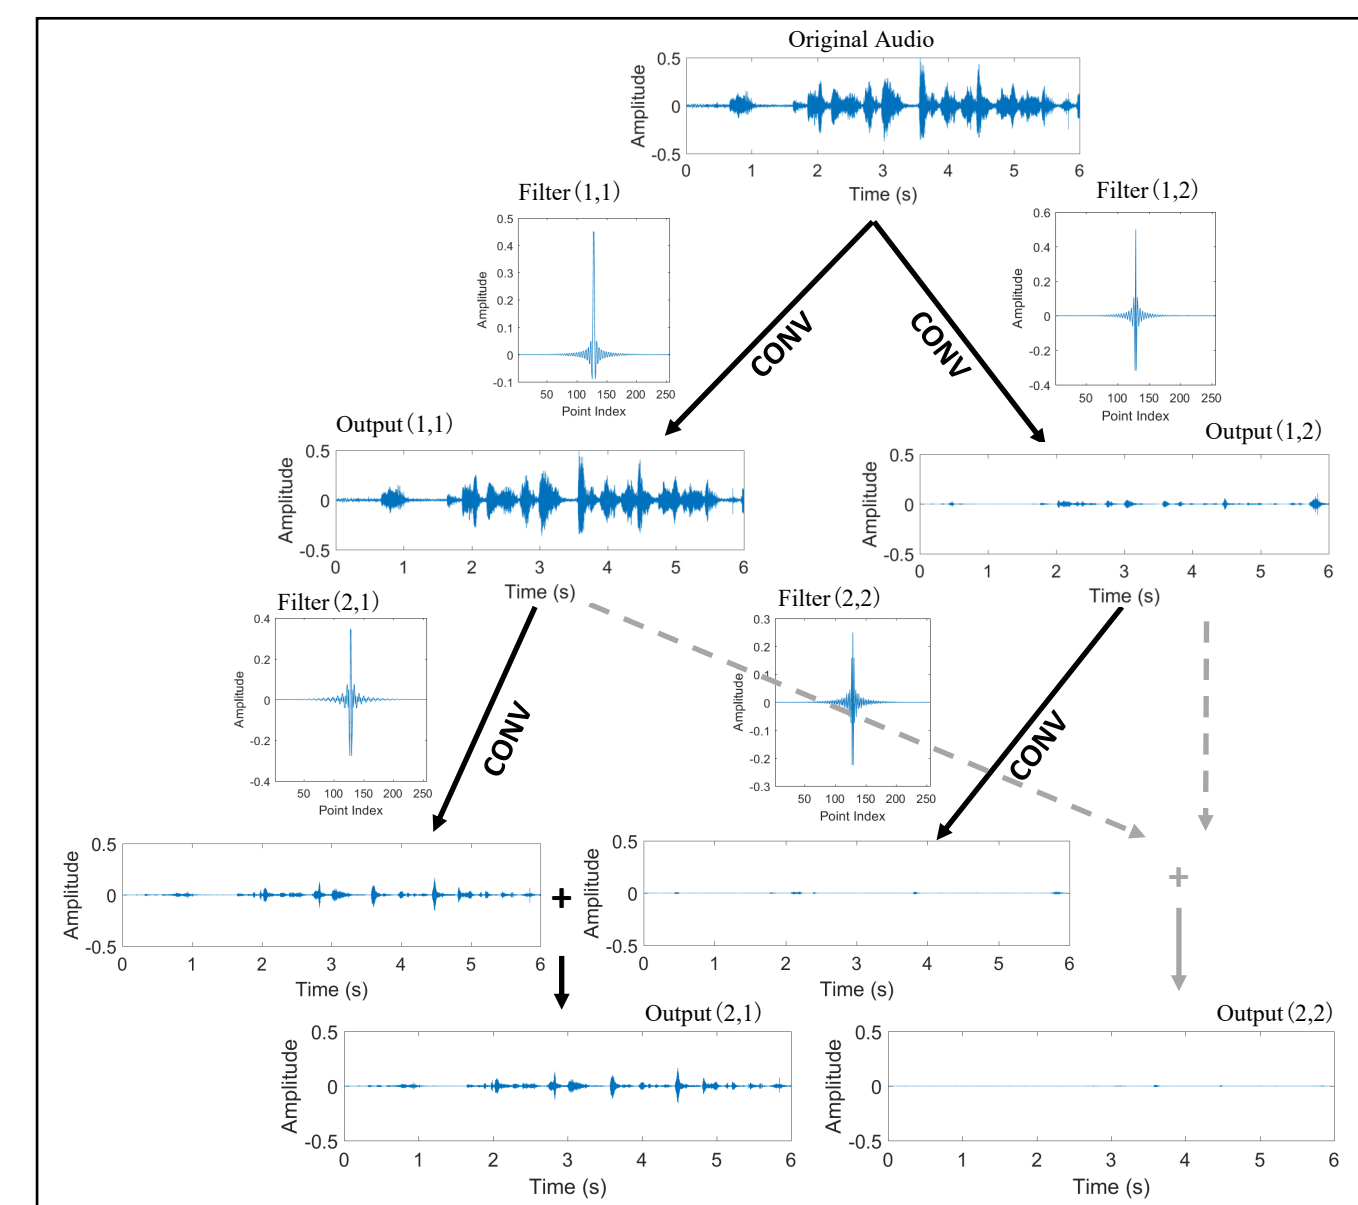 Original Audio
0.5
0
-0.5
Amplitude
0 1 2 3 4 5 6
Time (s)
Filter(1,1)
0.5
0.4
0.3
0.2
0.1
0
-0.1
Amplitude
50 100 150 200 250
Point Index
Filter(1,2)
0.6
0.4
0.2
0
-0.2
-0.4
Amplitude
50 100 150 200 250
Point Index
CONV
CONV
Output(1,1)
0.5
0
-0.5
Amplitude
0 1 2 3 4 5 6
Time (s)
Output(1,2)
0.5
0
-0.5
Amplitude
0 1 2 3 4 5 6
Time (s)
Filter(2,1)
0.4
0.2
0
-0.2
-0.4
Amplitude
50 100 150 200 250
Point Index
Filter(2,2)
0.3
0.2
0.1
0
-0.1
-0.2
-0.3
Amplitude
50 100 150 200 250
Point Index
CONV
CONV
0.5
0
-0.5
Amplitude
0 1 2 3 4 5 6
Time (s)
+
0.5
0
-0.5
Amplitude
0 1 2 3 4 5 6
Time (s)
+
Output(2,1)
0.5
0
-0.5
Amplitude
0 1 2 3 4 5 6
Time (s)
Output(2,2)
0.5
0
-0.5
Amplitude
0 1 2 3 4 5 6
Time (s)